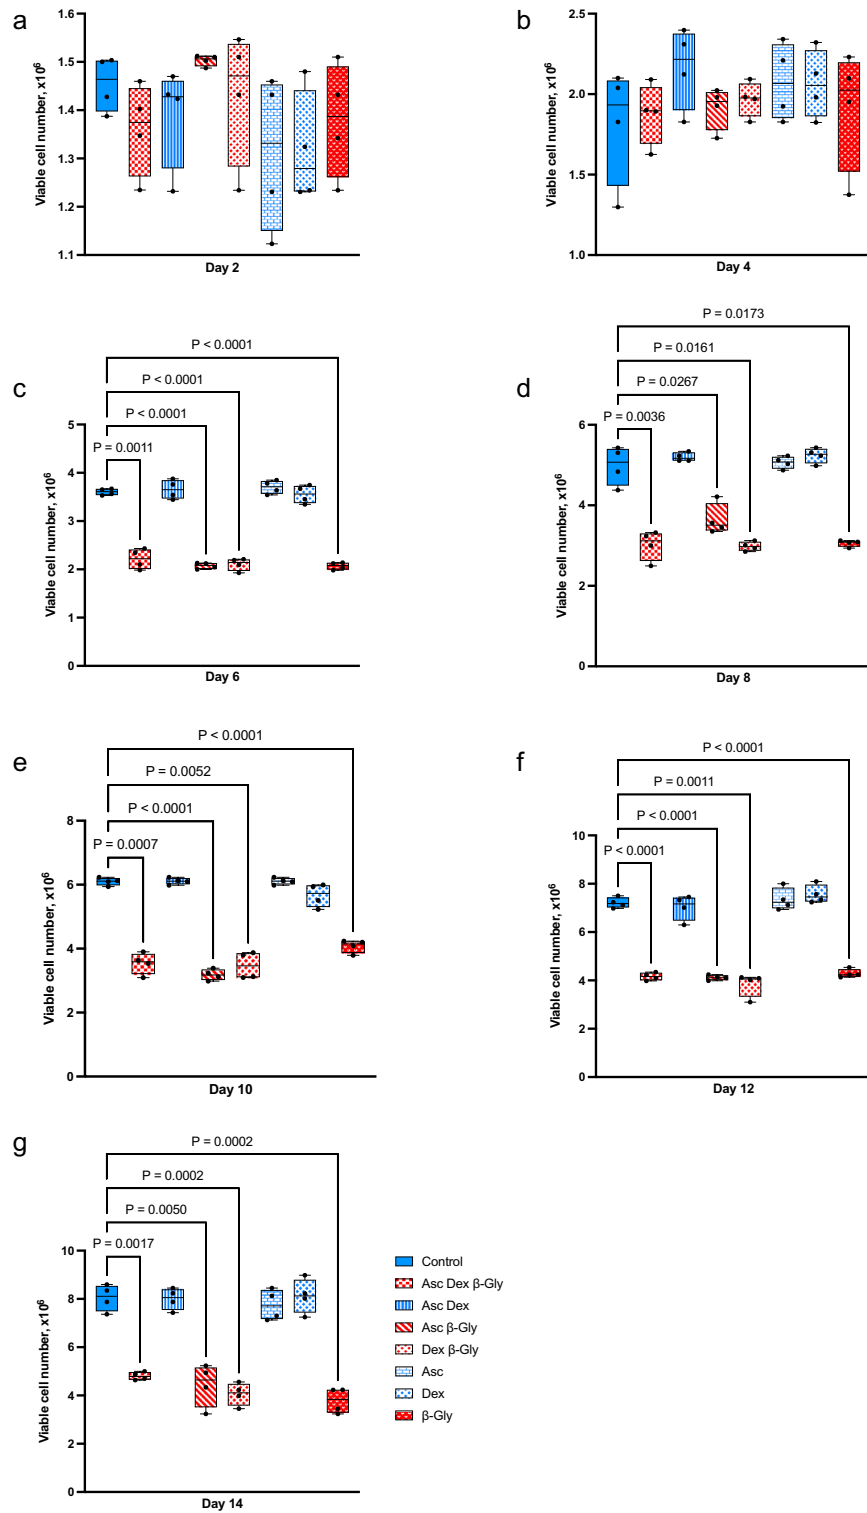 a
Viable cell number, x10⁶
1.6
1.5
1.4
1.3
1.2
1.1
Day 2
b
Viable cell number, x10⁶
2.5
2.0
1.5
1.0
Day 4
c
P < 0.0001
P < 0.0001
P < 0.0001
P = 0.0011
Viable cell number, x10⁶
5
4
3
2
1
0
Day 6
d
P = 0.0173
P = 0.0161
P = 0.0267
P = 0.0036
Viable cell number, x10⁶
6
4
2
0
Day 8
e
P < 0.0001
P = 0.0052
P < 0.0001
P = 0.0007
Viable cell number, x10⁶
8
6
4
2
0
Day 10
f
P < 0.0001
P = 0.0011
P < 0.0001
P < 0.0001
Viable cell number, x10⁶
10
8
6
4
2
0
Day 12
g
P = 0.0002
P = 0.0002
P = 0.0050
P = 0.0017
Viable cell number, x10⁶
10
8
6
4
2
0
Day 14
Control
Asc Dex β-Gly
Asc Dex
Asc β-Gly
Dex β-Gly
Asc
Dex
β-Gly